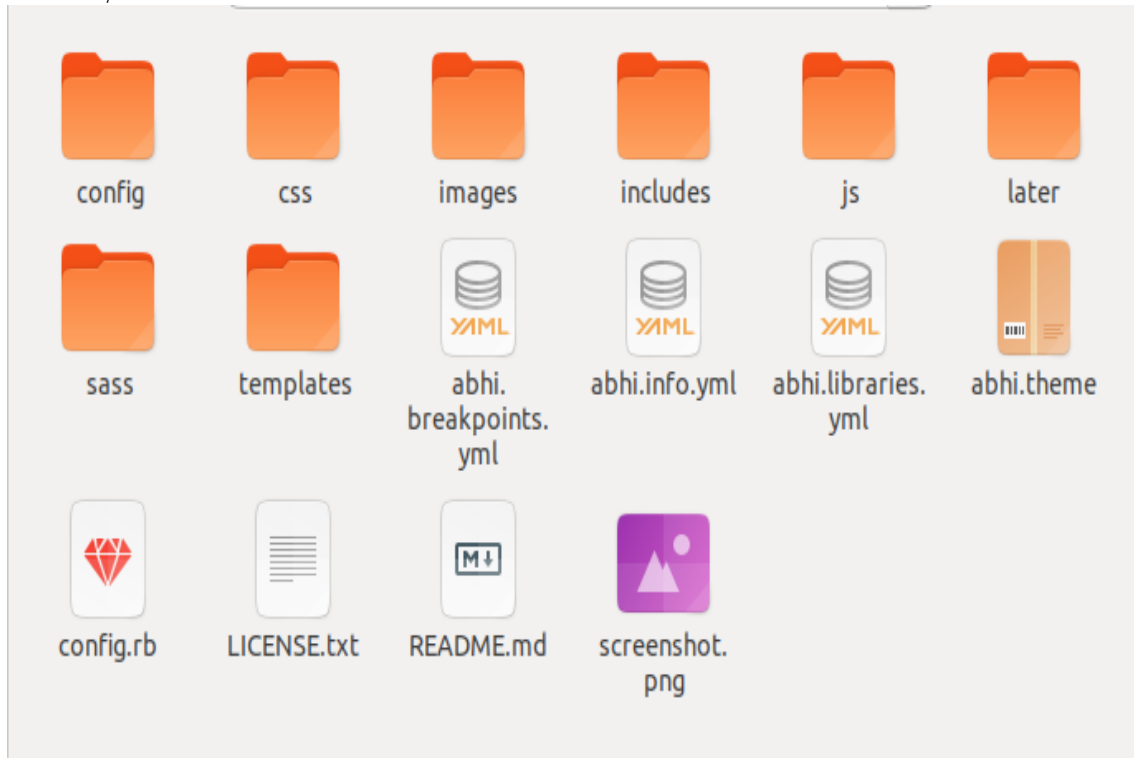 config css images includes js later
sass templates abhi. abhi.info.yml abhi.libraries. abhi.theme
breakpoints. yml
yml
YAML YAML YAML
M
config.rb LICENSE.txt README.md screenshot.
png